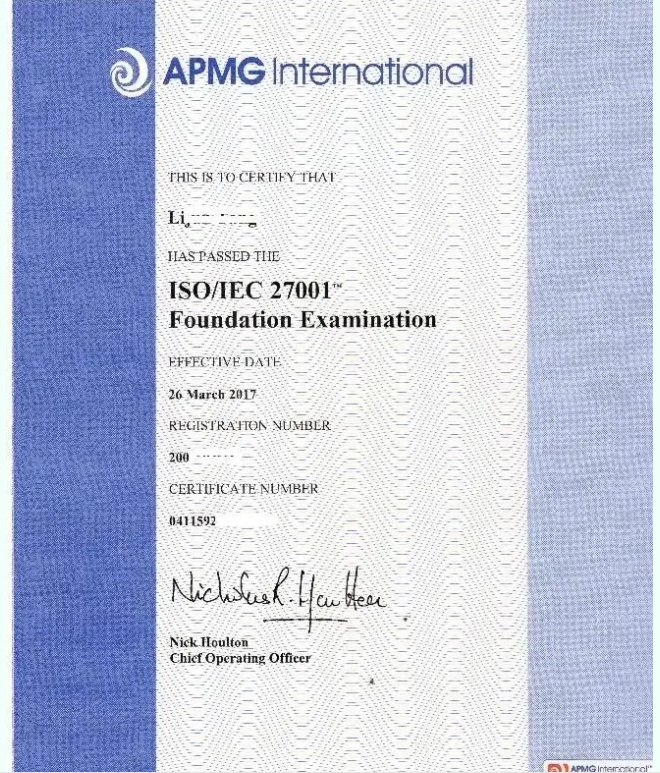 APMG International
THIS IS TO CERTIFY THAT
HAS PASSED THE
ISO/IEC 27001™
Foundation Examination
EFFECTIVE DATE
26 March 2017
REGISTRATION NUMBER
200
CERTIFICATE NUMBER
0411592
Nick Houlton
Chief Operating Officer
APMG International™